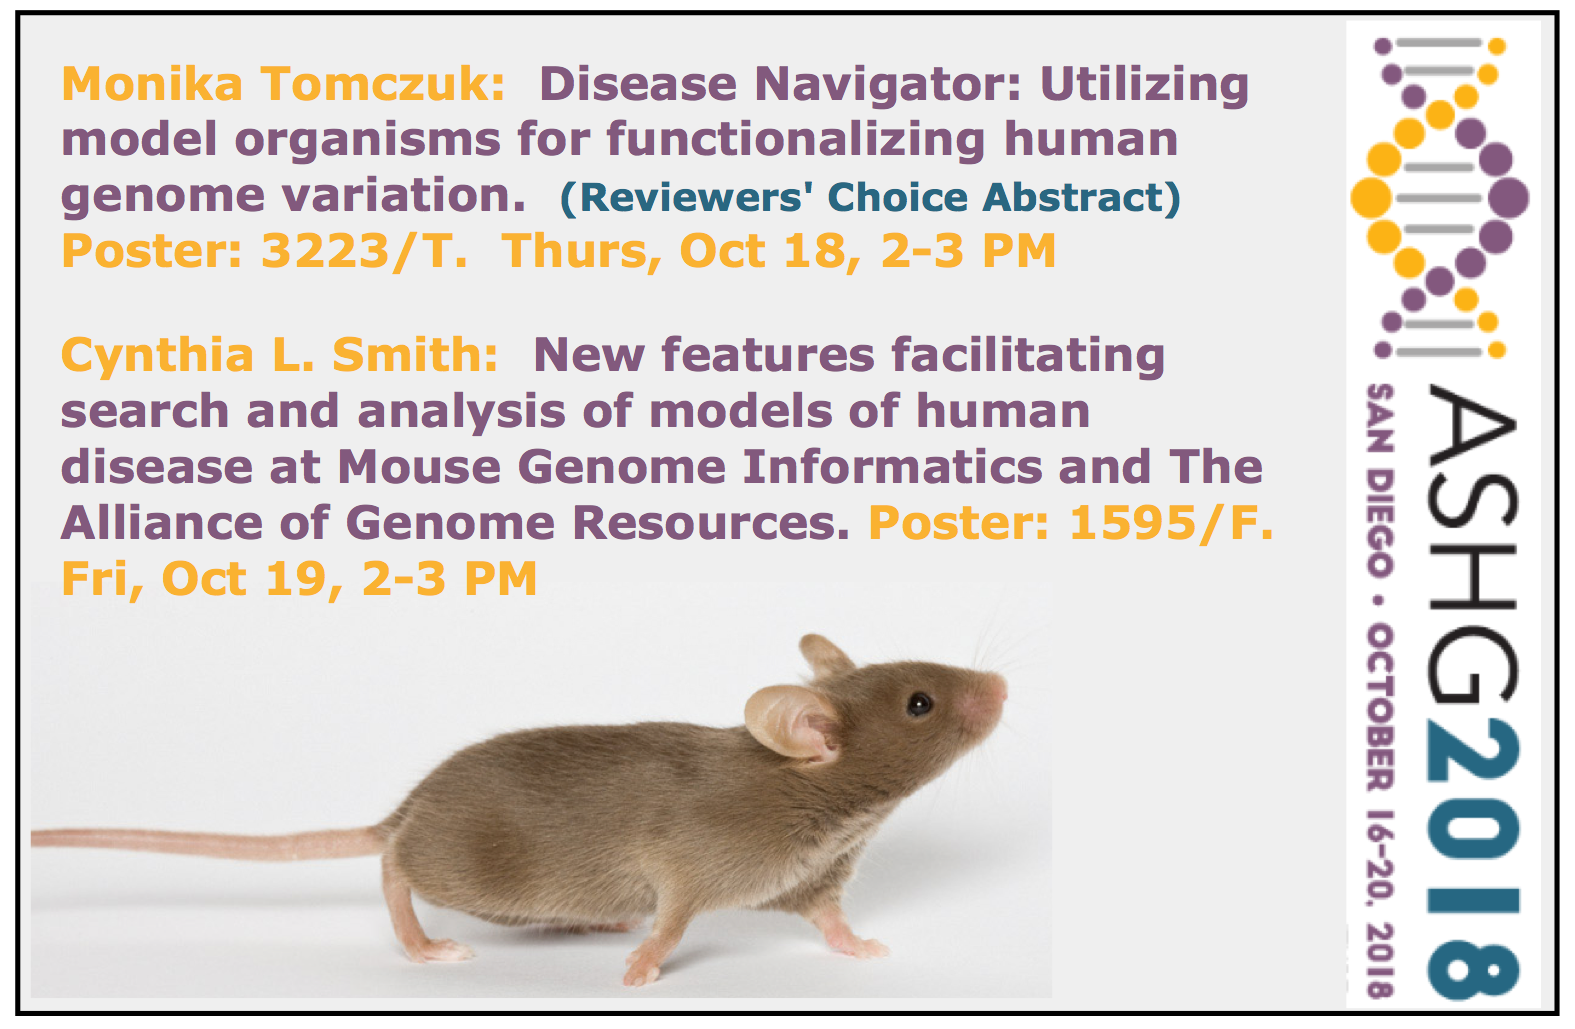 Monika Tomczuk:  Disease Navigator: Utilizing
model organisms for functionalizing human
genome variation.  (Reviewers' Choice Abstract)
Poster: 3223/T.  Thurs, Oct 18, 2-3 PM
Cynthia L. Smith:  New features facilitating
search and analysis of models of human
disease at Mouse Genome Informatics and The
Alliance of Genome Resources. Poster: 1595/F.
Fri, Oct 19, 2-3 PM
ASHG2018
SAN DIEGO • OCTOBER 16-20, 2018